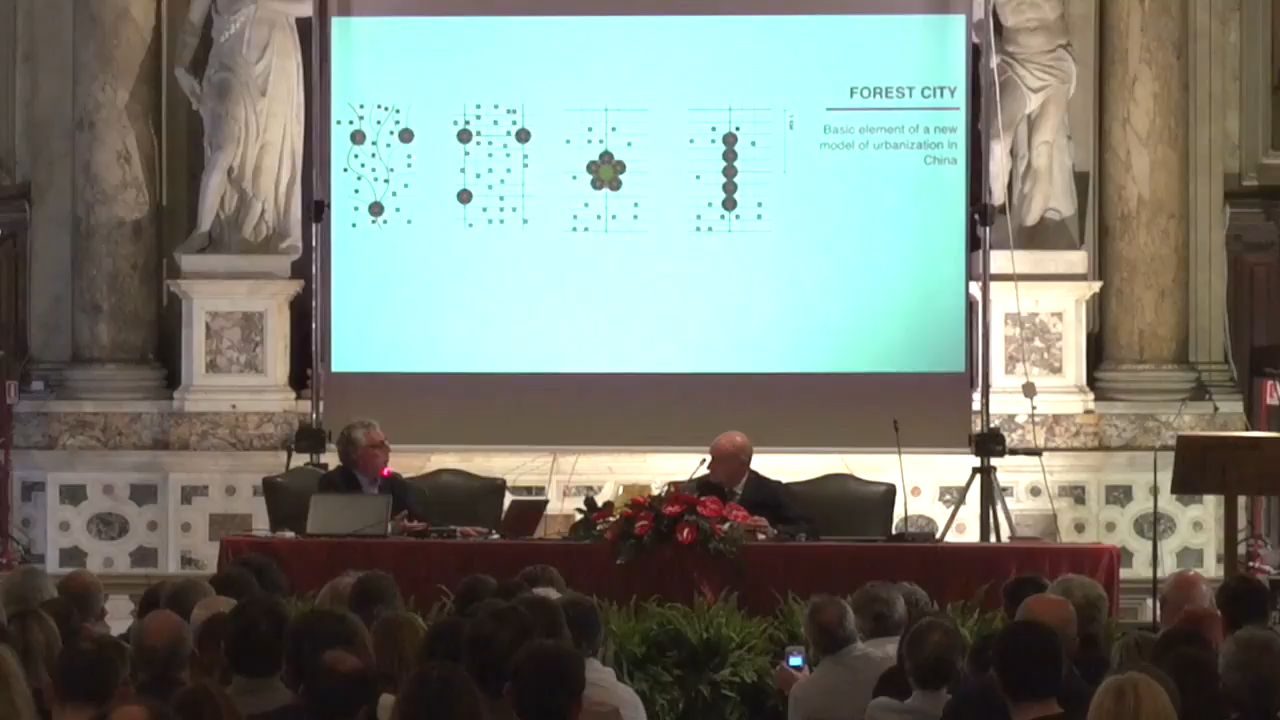 FOREST CITY
Basic element of a new
model of urbanization in
China